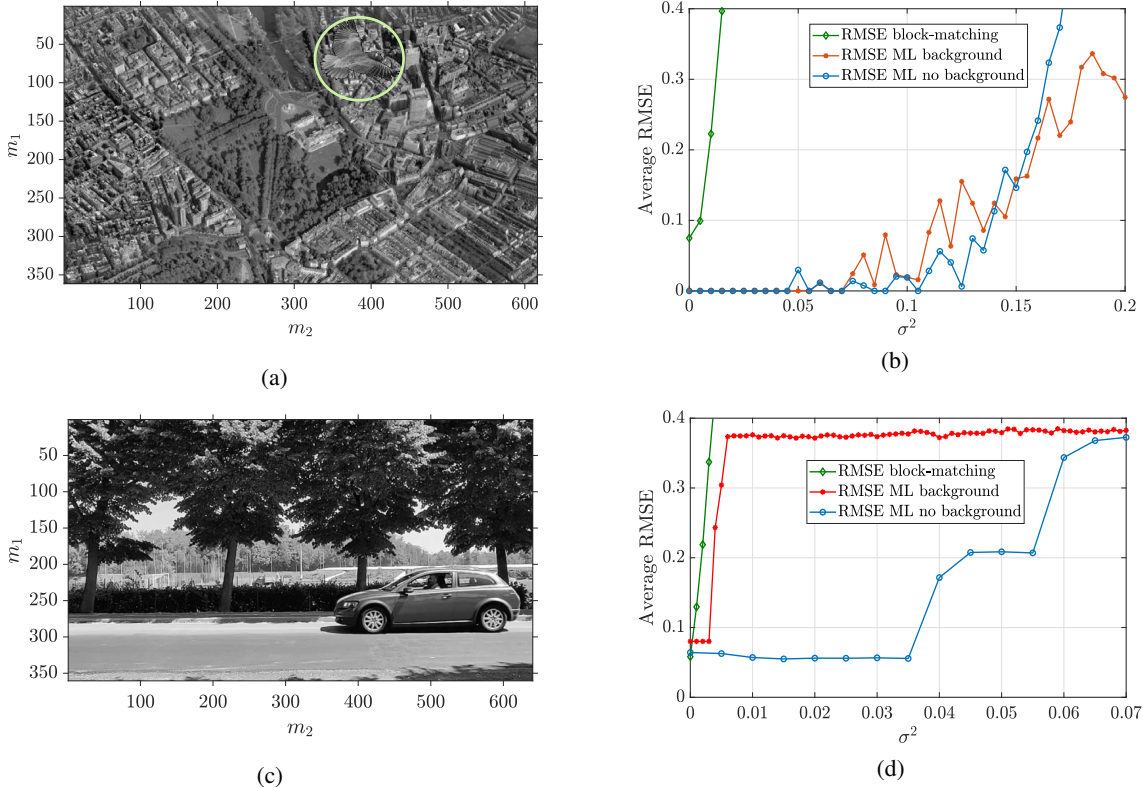 50
100
150
200
250
300
350
m₁
100
200
300
400
500
600
m₂
(a)
0.4
0.3
0.2
0.1
0
Average RMSE
RMSE block-matching
RMSE ML background
RMSE ML no background
0.05
0.1
0.15
0.2
σ²
(b)
50
100
150
200
250
300
350
m₁
100
200
300
400
500
600
m₂
(c)
0.4
0.3
0.2
0.1
0
Average RMSE
RMSE block-matching
RMSE ML background
RMSE ML no background
0
0.01
0.02
0.03
0.04
0.05
0.06
0.07
σ²
(d)